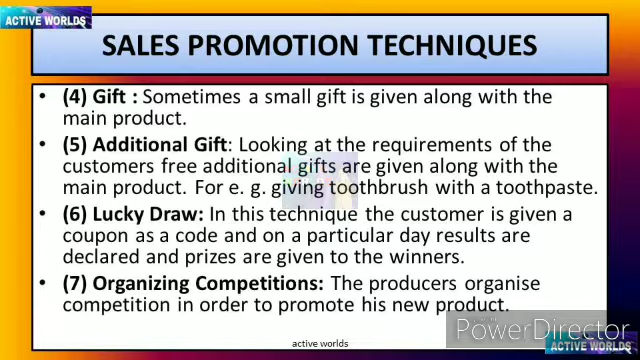 ACTIVE WORLDS
SALES PROMOTION TECHNIQUES
• (4) Gift : Sometimes a small gift is given along with the
main product.
• (5) Additional Gift: Looking at the requirements of the
customers free additional gifts are given along with the
main product. For e. g. giving toothbrush with a toothpaste.
• (6) Lucky Draw: In this technique the customer is given a
coupon as a code and on a particular day results are
declared and prizes are given to the winners.
• (7) Organizing Competitions: The producers organise
competition in order to promote his new product.
PowerDirector
active worlds
ACTIVE WORLDS